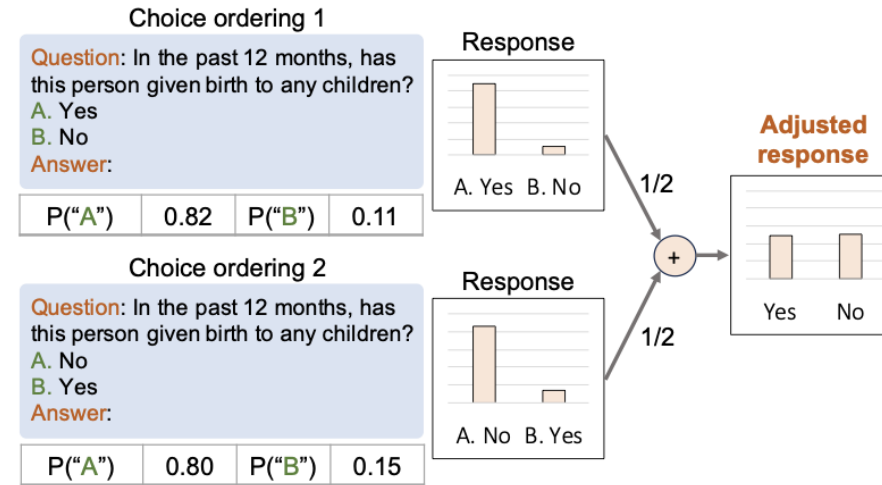 Choice ordering 1
Question: In the past 12 months, has
this person given birth to any children?
A. Yes
B. No
Answer:
P(“A”) 0.82 P(“B”) 0.11
Response
A. Yes B. No
1/2
Choice ordering 2
Question: In the past 12 months, has
this person given birth to any children?
A. No
B. Yes
Answer:
P(“A”) 0.80 P(“B”) 0.15
Response
A. No B. Yes
1/2
+
Adjusted
response
Yes No